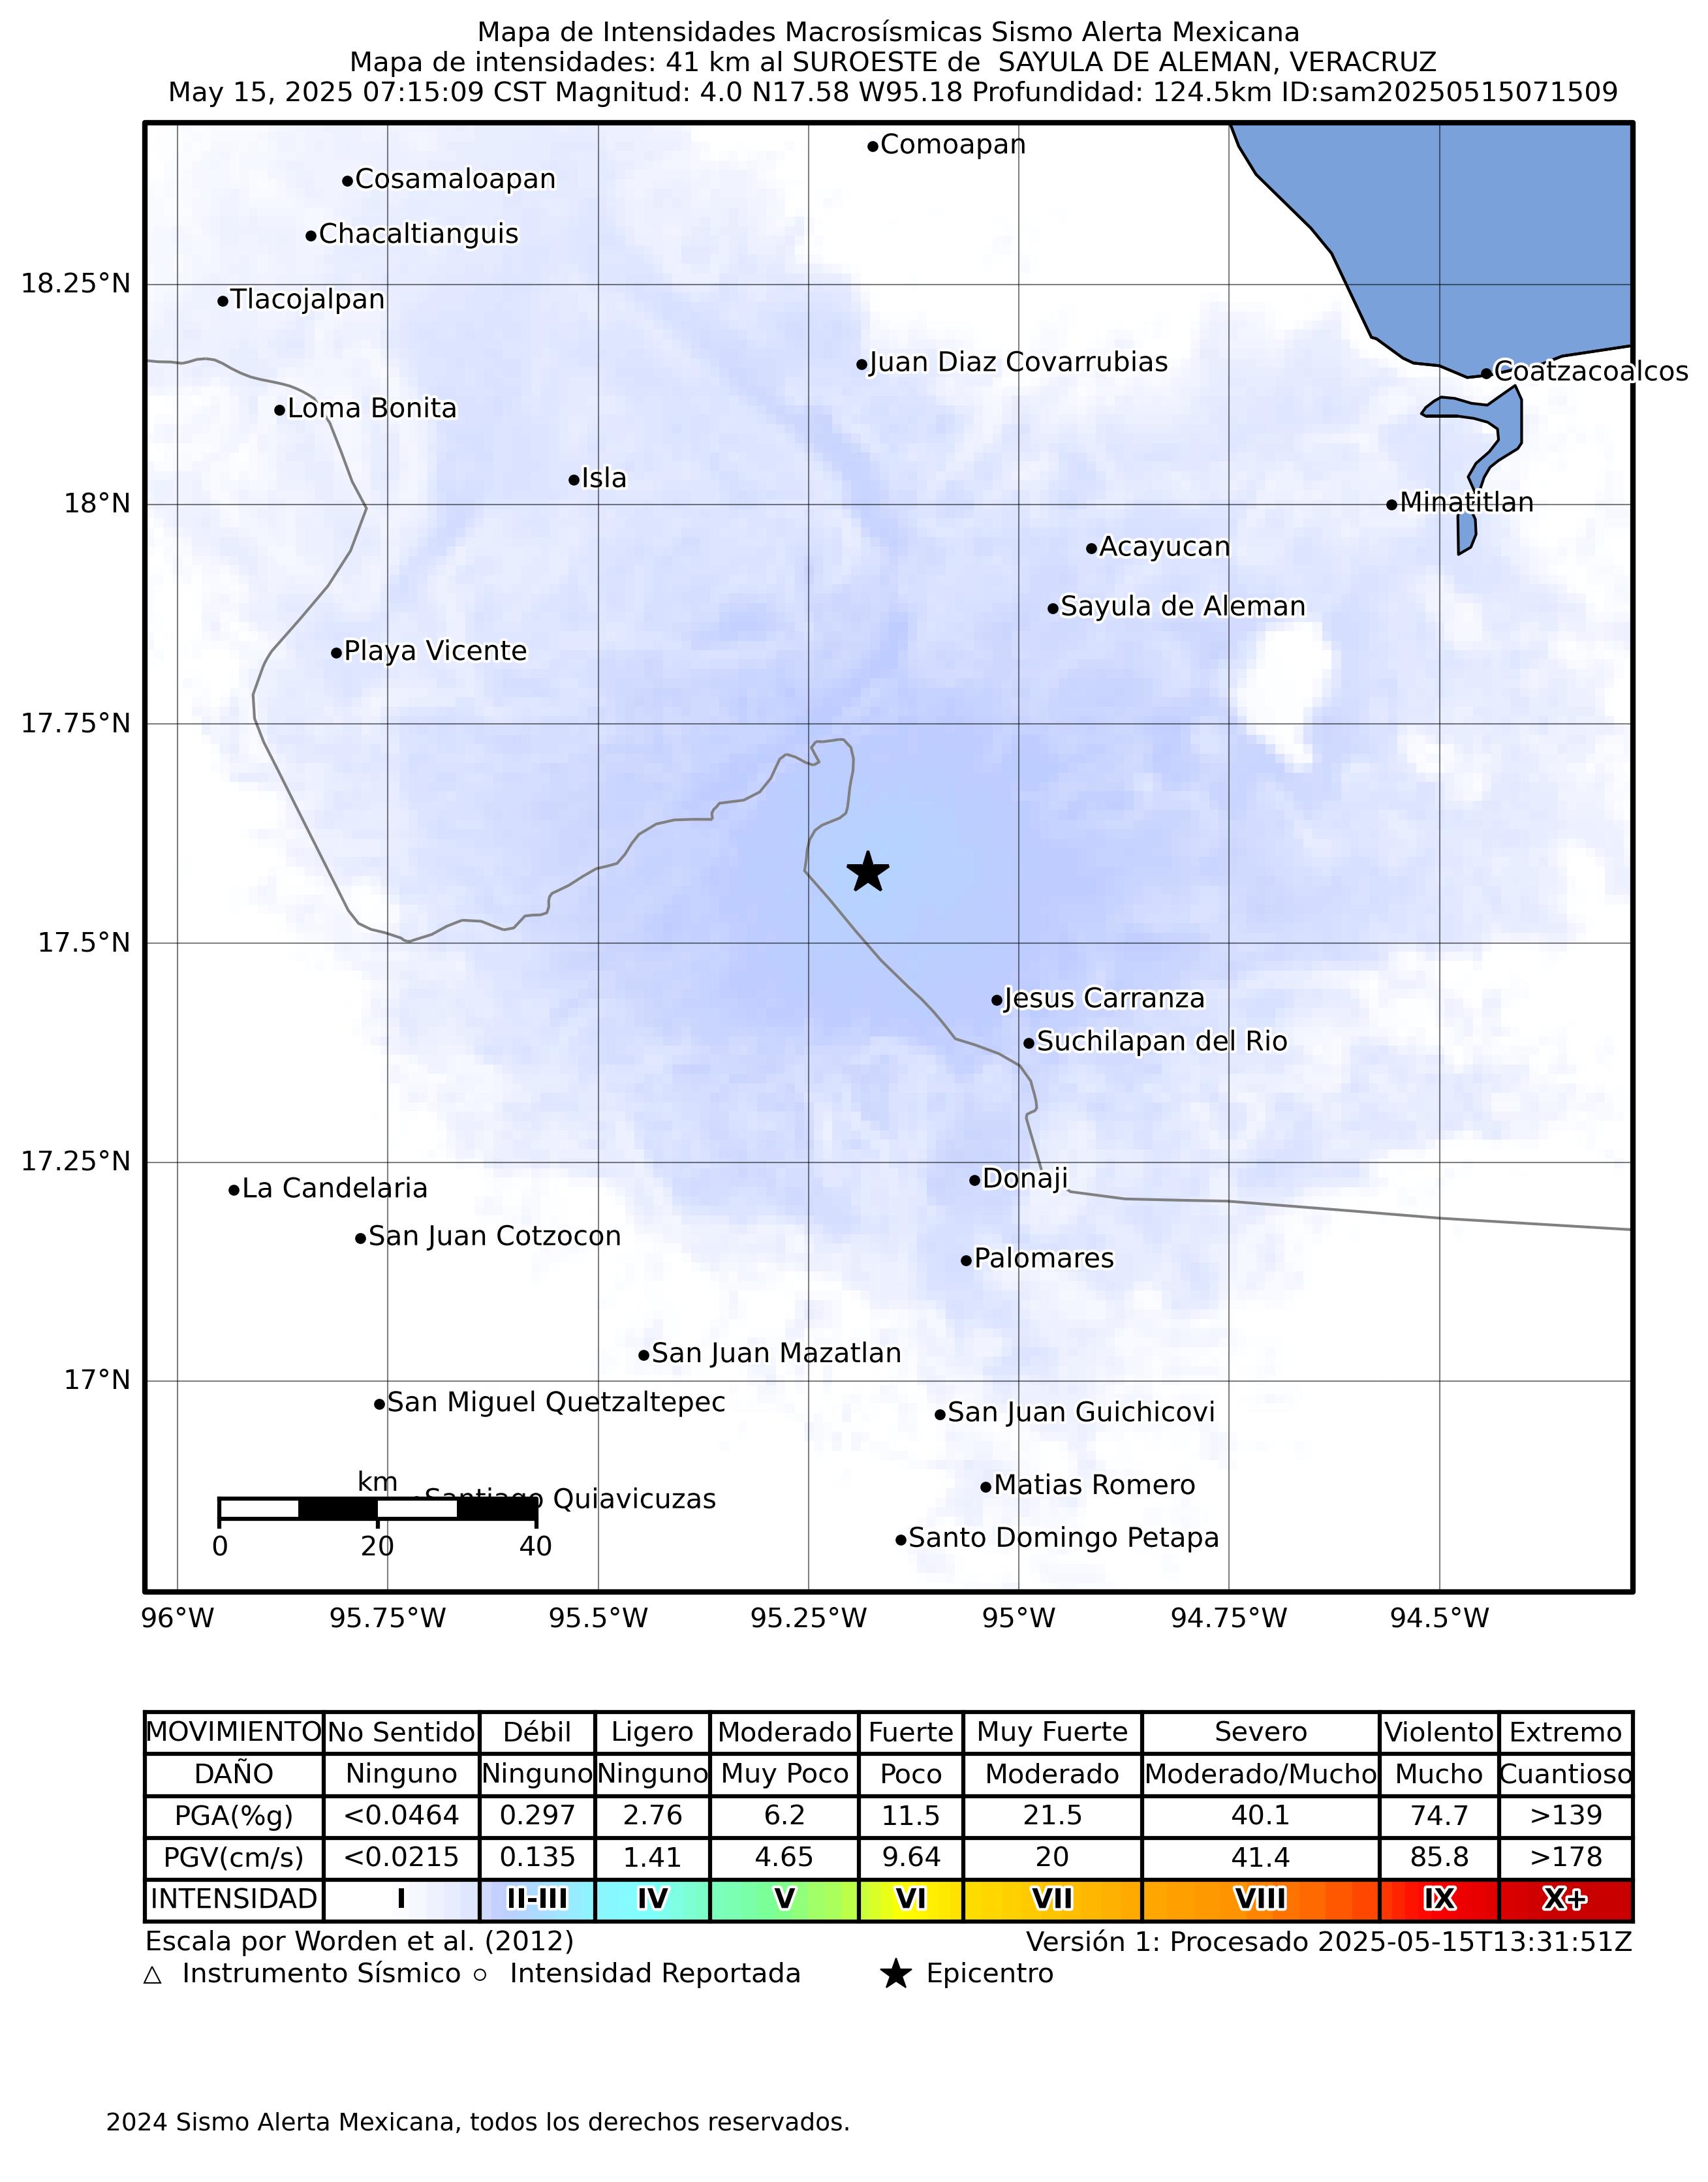 Mapa de Intensidades Macrosísmicas Sismo Alerta Mexicana
Mapa de intensidades: 41 km al SUROESTE de  SAYULA DE ALEMAN, VERACRUZ
May 15, 2025 07:15:09 CST Magnitud: 4.0 N17.58 W95.18 Profundidad: 124.5km ID:sam20250515071509
Comoapan
Cosamaloapan
Chacaltianguis
18.25°N
Tlacojalpan
Juan Diaz Covarrubias
Coatzacoalcos
Loma Bonita
Isla
18°N
Minatitlan
Acayucan
Sayula de Aleman
Playa Vicente
17.75°N
17.5°N
Jesus Carranza
Suchilapan del Rio
17.25°N
Donaji
La Candelaria
San Juan Cotzocon
Palomares
San Juan Mazatlan
17°N
San Miguel Quetzaltepec
San Juan Guichicovi
km
Matias Romero
Santiago Quiavicuzas
Santo Domingo Petapa
0 20 40
96°W 95.75°W 95.5°W 95.25°W 95°W 94.75°W 94.5°W
MOVIMIENTO No Sentido Débil Ligero Moderado Fuerte Muy Fuerte Severo Violento Extremo
DAÑO Ninguno Ninguno Ninguno Muy Poco Poco Moderado Moderado/Mucho Mucho Cuantioso
PGA(%g) <0.0464 0.297 2.76 6.2 11.5 21.5 40.1 74.7 >139
PGV(cm/s) <0.0215 0.135 1.41 4.65 9.64 20 41.4 85.8 >178
INTENSIDAD I II-III IV V VI VII VIII IX X+
Escala por Worden et al. (2012) Versión 1: Procesado 2025-05-15T13:31:51Z
Instrumento Sísmico Intensidad Reportada Epicentro
2024 Sismo Alerta Mexicana, todos los derechos reservados.